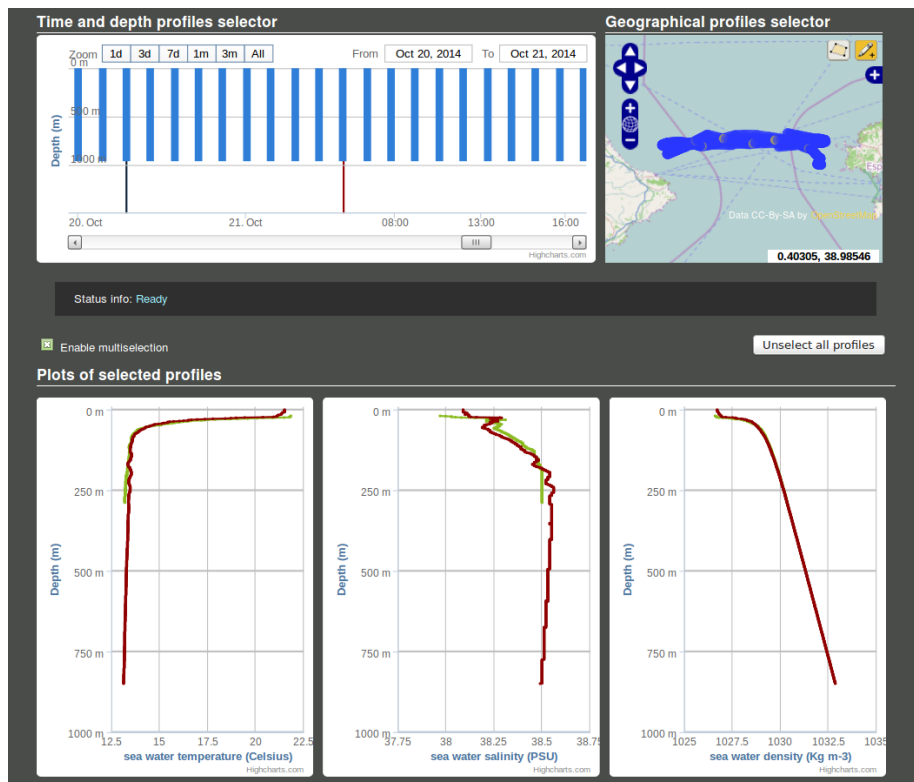 Time and depth profiles selector
Geographical profiles selector
Zoom 1d 3d 7d 1m 3m All From Oct 20, 2014 To Oct 21, 2014
0 m
500 m
1000 m
Depth (m)
20. Oct 21. Oct 08:00 13:00 16:00
Highcharts.com
Esp
Data CC-By-SA by OpenStreetMap
0.40305, 38.98546
Status info: Ready
Enable multiselection
Unselect all profiles
Plots of selected profiles
0 m
250 m
500 m
750 m
1000 m
Depth (m)
12.5 15 17.5 20 22.5
sea water temperature (Celsius)
Highcharts.com
0 m
250 m
500 m
750 m
1000 m
Depth (m)
37.75 38 38.25 38.5 38.75
sea water salinity (PSU)
Highcharts.com
0 m
250 m
500 m
750 m
1000 m
Depth (m)
1025 1027.5 1030 1032.5 1035
sea water density (Kg m-3)
Highcharts.com